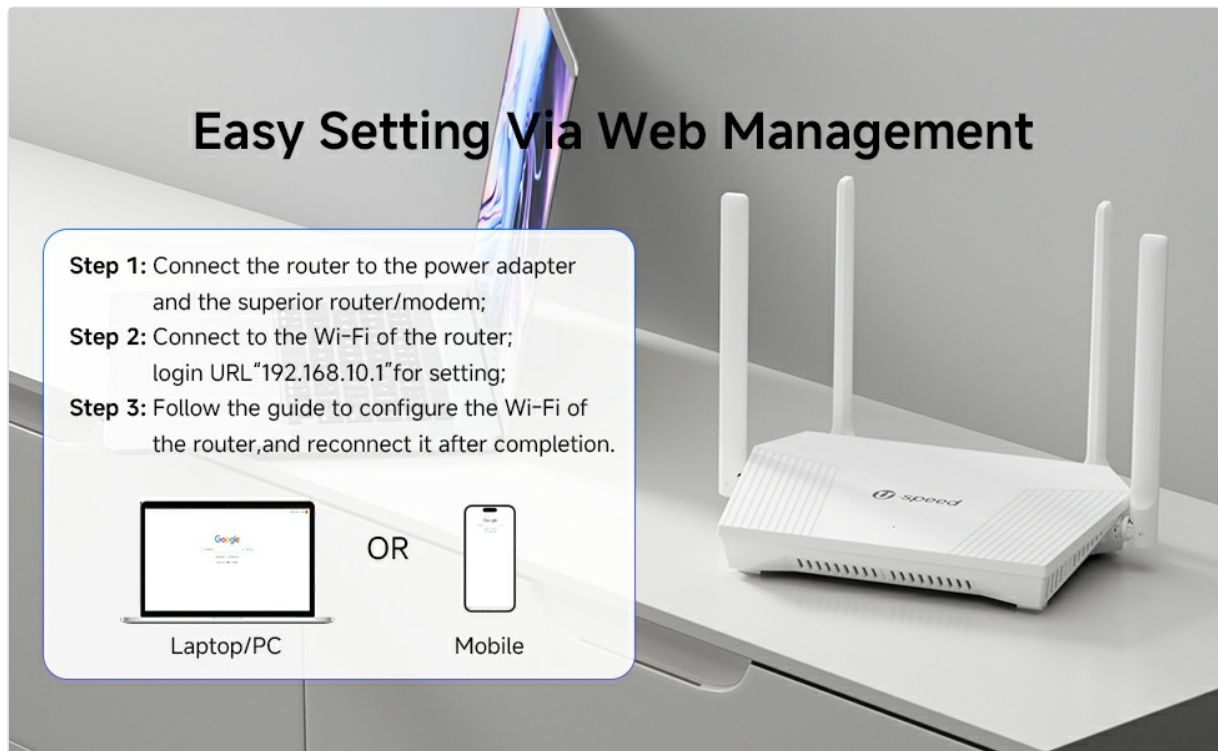 Easy Setting Via Web Management
Step 1: Connect the router to the power adapter
and the superior router/modem;
Step 2: Connect to the Wi-Fi of the router;
login URL“192.168.10.1”for setting;
Step 3: Follow the guide to configure the Wi-Fi of
the router,and reconnect it after completion.
speed
Google
Google
OR
Laptop/PC
Mobile